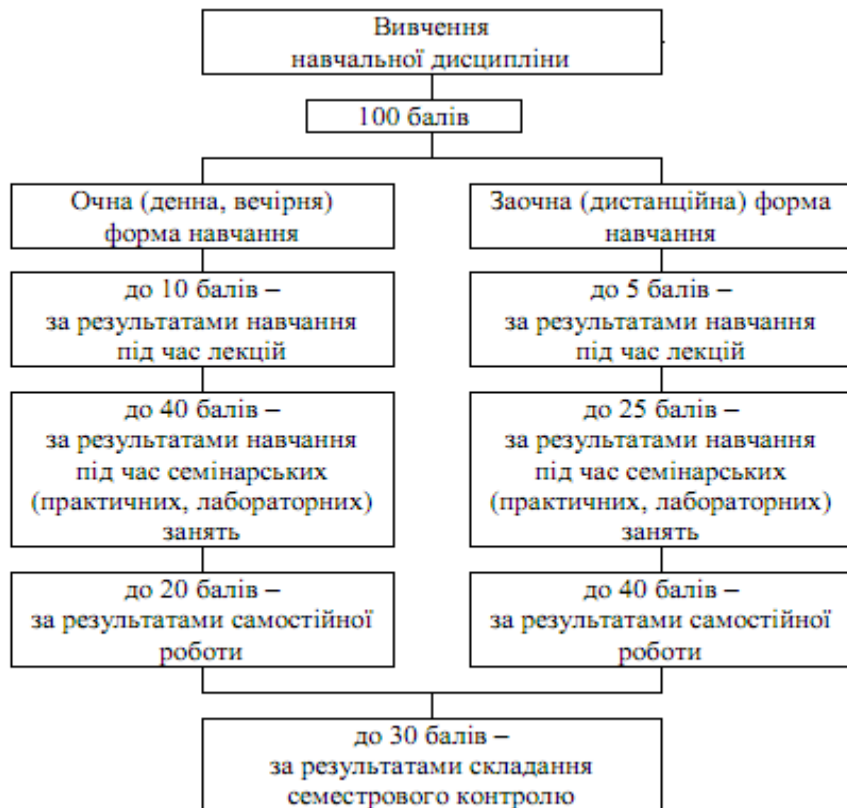 Вивчення
навчальної дисципліни
100 балів
Очна (денна, вечірня)
форма навчання
до 10 балів –
за результатами навчання
під час лекцій
до 40 балів –
за результатами навчання
під час семінарських
(практичних, лабораторних)
занять
до 20 балів –
за результатами самостійної
роботи
Заочна (дистанційна) форма
навчання
до 5 балів –
за результатами навчання
під час лекцій
до 25 балів –
за результатами навчання
під час семінарських
(практичних, лабораторних)
занять
до 40 балів –
за результатами самостійної
роботи
до 30 балів –
за результатами складання
семестрового контролю